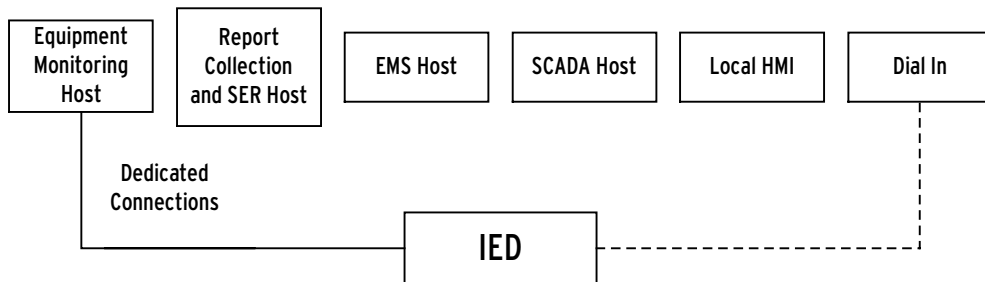 Equipment
Monitoring
Host
Report
Collection
and SER Host
EMS Host
SCADA Host
Local HMI
Dial In
Dedicated
Connections
IED